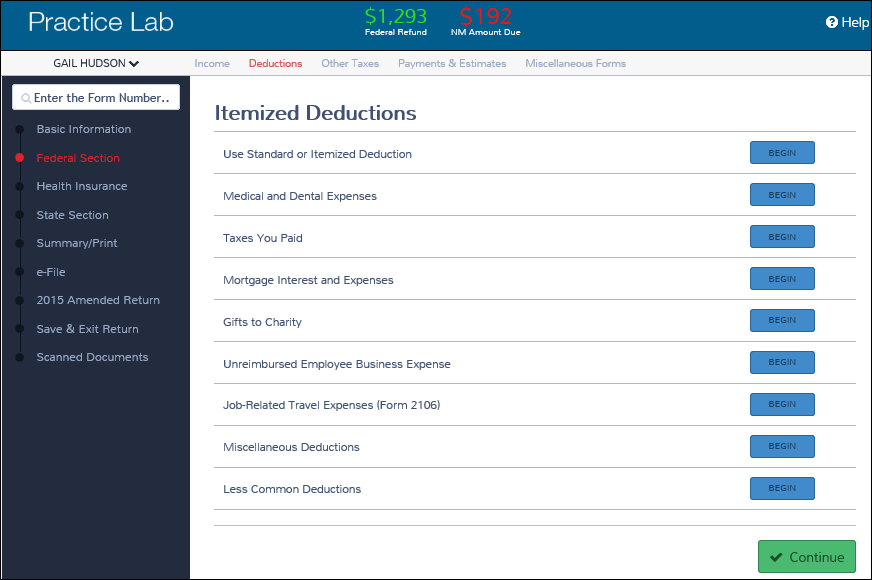 Practice Lab
$1,293
Federal Refund
$192
NM Amount Due
Help
GAIL HUDSON
Income
Deductions
Other Taxes
Payments & Estimates
Miscellaneous Forms
Enter the Form Number..
Basic Information
Federal Section
Health Insurance
State Section
Summary/Print
e-File
2015 Amended Return
Save & Exit Return
Scanned Documents
Itemized Deductions
Use Standard or Itemized Deduction BEGIN
Medical and Dental Expenses BEGIN
Taxes You Paid BEGIN
Mortgage Interest and Expenses BEGIN
Gifts to Charity BEGIN
Unreimbursed Employee Business Expense BEGIN
Job-Related Travel Expenses (Form 2106) BEGIN
Miscellaneous Deductions BEGIN
Less Common Deductions BEGIN
Continue